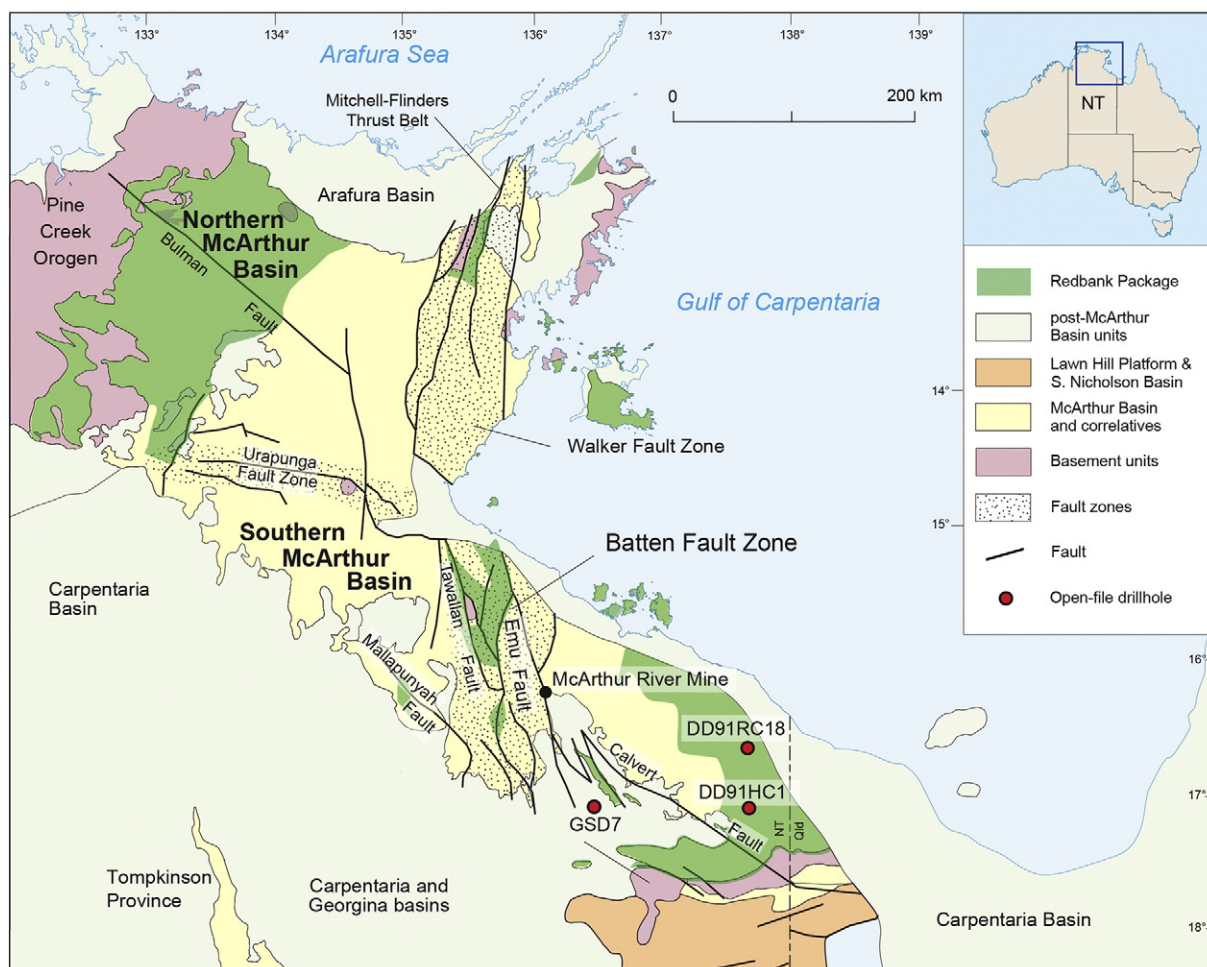 133°
134°
135°
136°
137°
138°
139°
Arafura Sea
Mitchell-Flinders
Thrust Belt
0
200 km
NT
Arafura Basin
Pine
Creek
Orogen
Northern
McArthur
Basin
Bulman
Fault
Gulf of Carpentaria
Redbank Package
post-McArthur
Basin units
Lawn Hill Platform &
S. Nicholson Basin
McArthur Basin
and correlatives
Basement units
Fault zones
Fault
Open-file drillhole
14°
Walker Fault Zone
Urapunga
Fault Zone
15°
Southern
McArthur
Basin
Batten Fault Zone
Carpentaria
Basin
Tawallah
Fault
Emu Fault
Mallapunyah
Fault
16°
McArthur River Mine
DD91RC18
Calvert
Fault
DD91HC1
17°
GSD7
NT
Qld
Tompkinson
Province
Carpentaria and
Georgina basins
Carpentaria Basin
18°